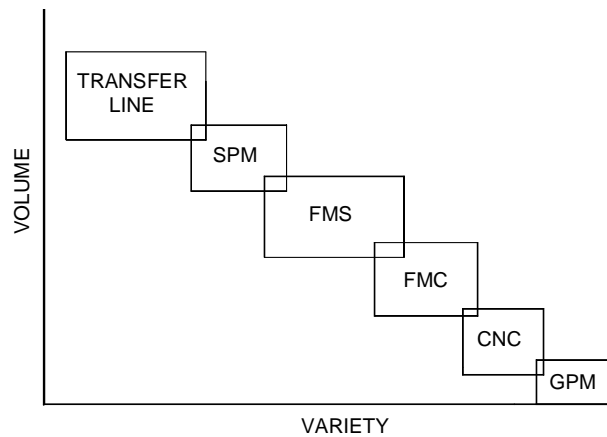 TRANSFER
LINE
SPM
FMS
FMC
CNC
GPM
VOLUME
VARIETY